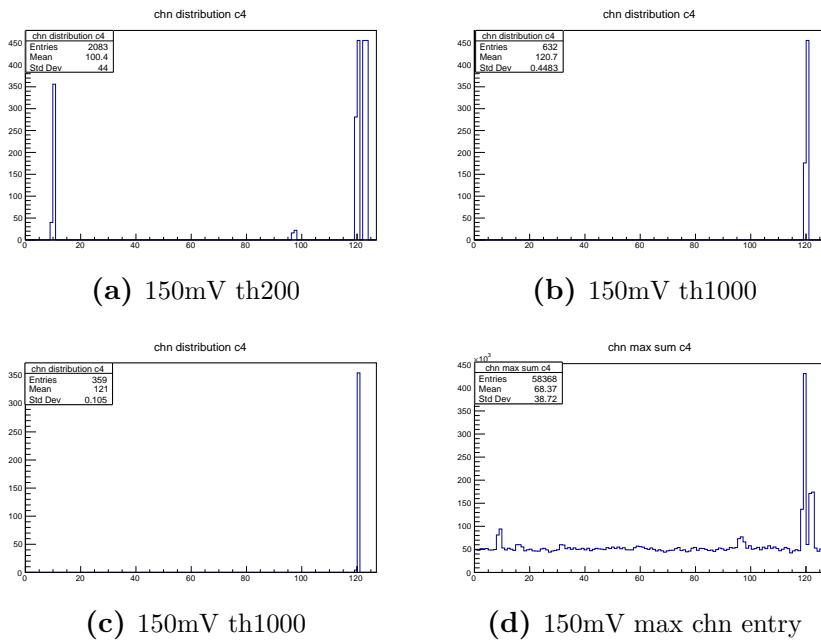 chn distribution c4
chn distribution c4
Entries 2083
Mean 100.4
Std Dev 44
450
400
350
300
250
200
150
100
50
0
0 20 40 60 80 100 120
(a) 150mV th200
chn distribution c4
chn distribution c4
Entries 632
Mean 120.7
Std Dev 0.4483
450
400
350
300
250
200
150
100
50
0
0 20 40 60 80 100 120
(b) 150mV th1000
chn distribution c4
chn distribution c4
Entries 359
Mean 121
Std Dev 0.105
350
300
250
200
150
100
50
0
0 20 40 60 80 100 120
(c) 150mV th1000
chn max sum c4
×10³
chn max sum c4
Entries 58368
Mean 68.37
Std Dev 38.72
450
400
350
300
250
200
150
100
50
0
0 20 40 60 80 100 120
(d) 150mV max chn entry